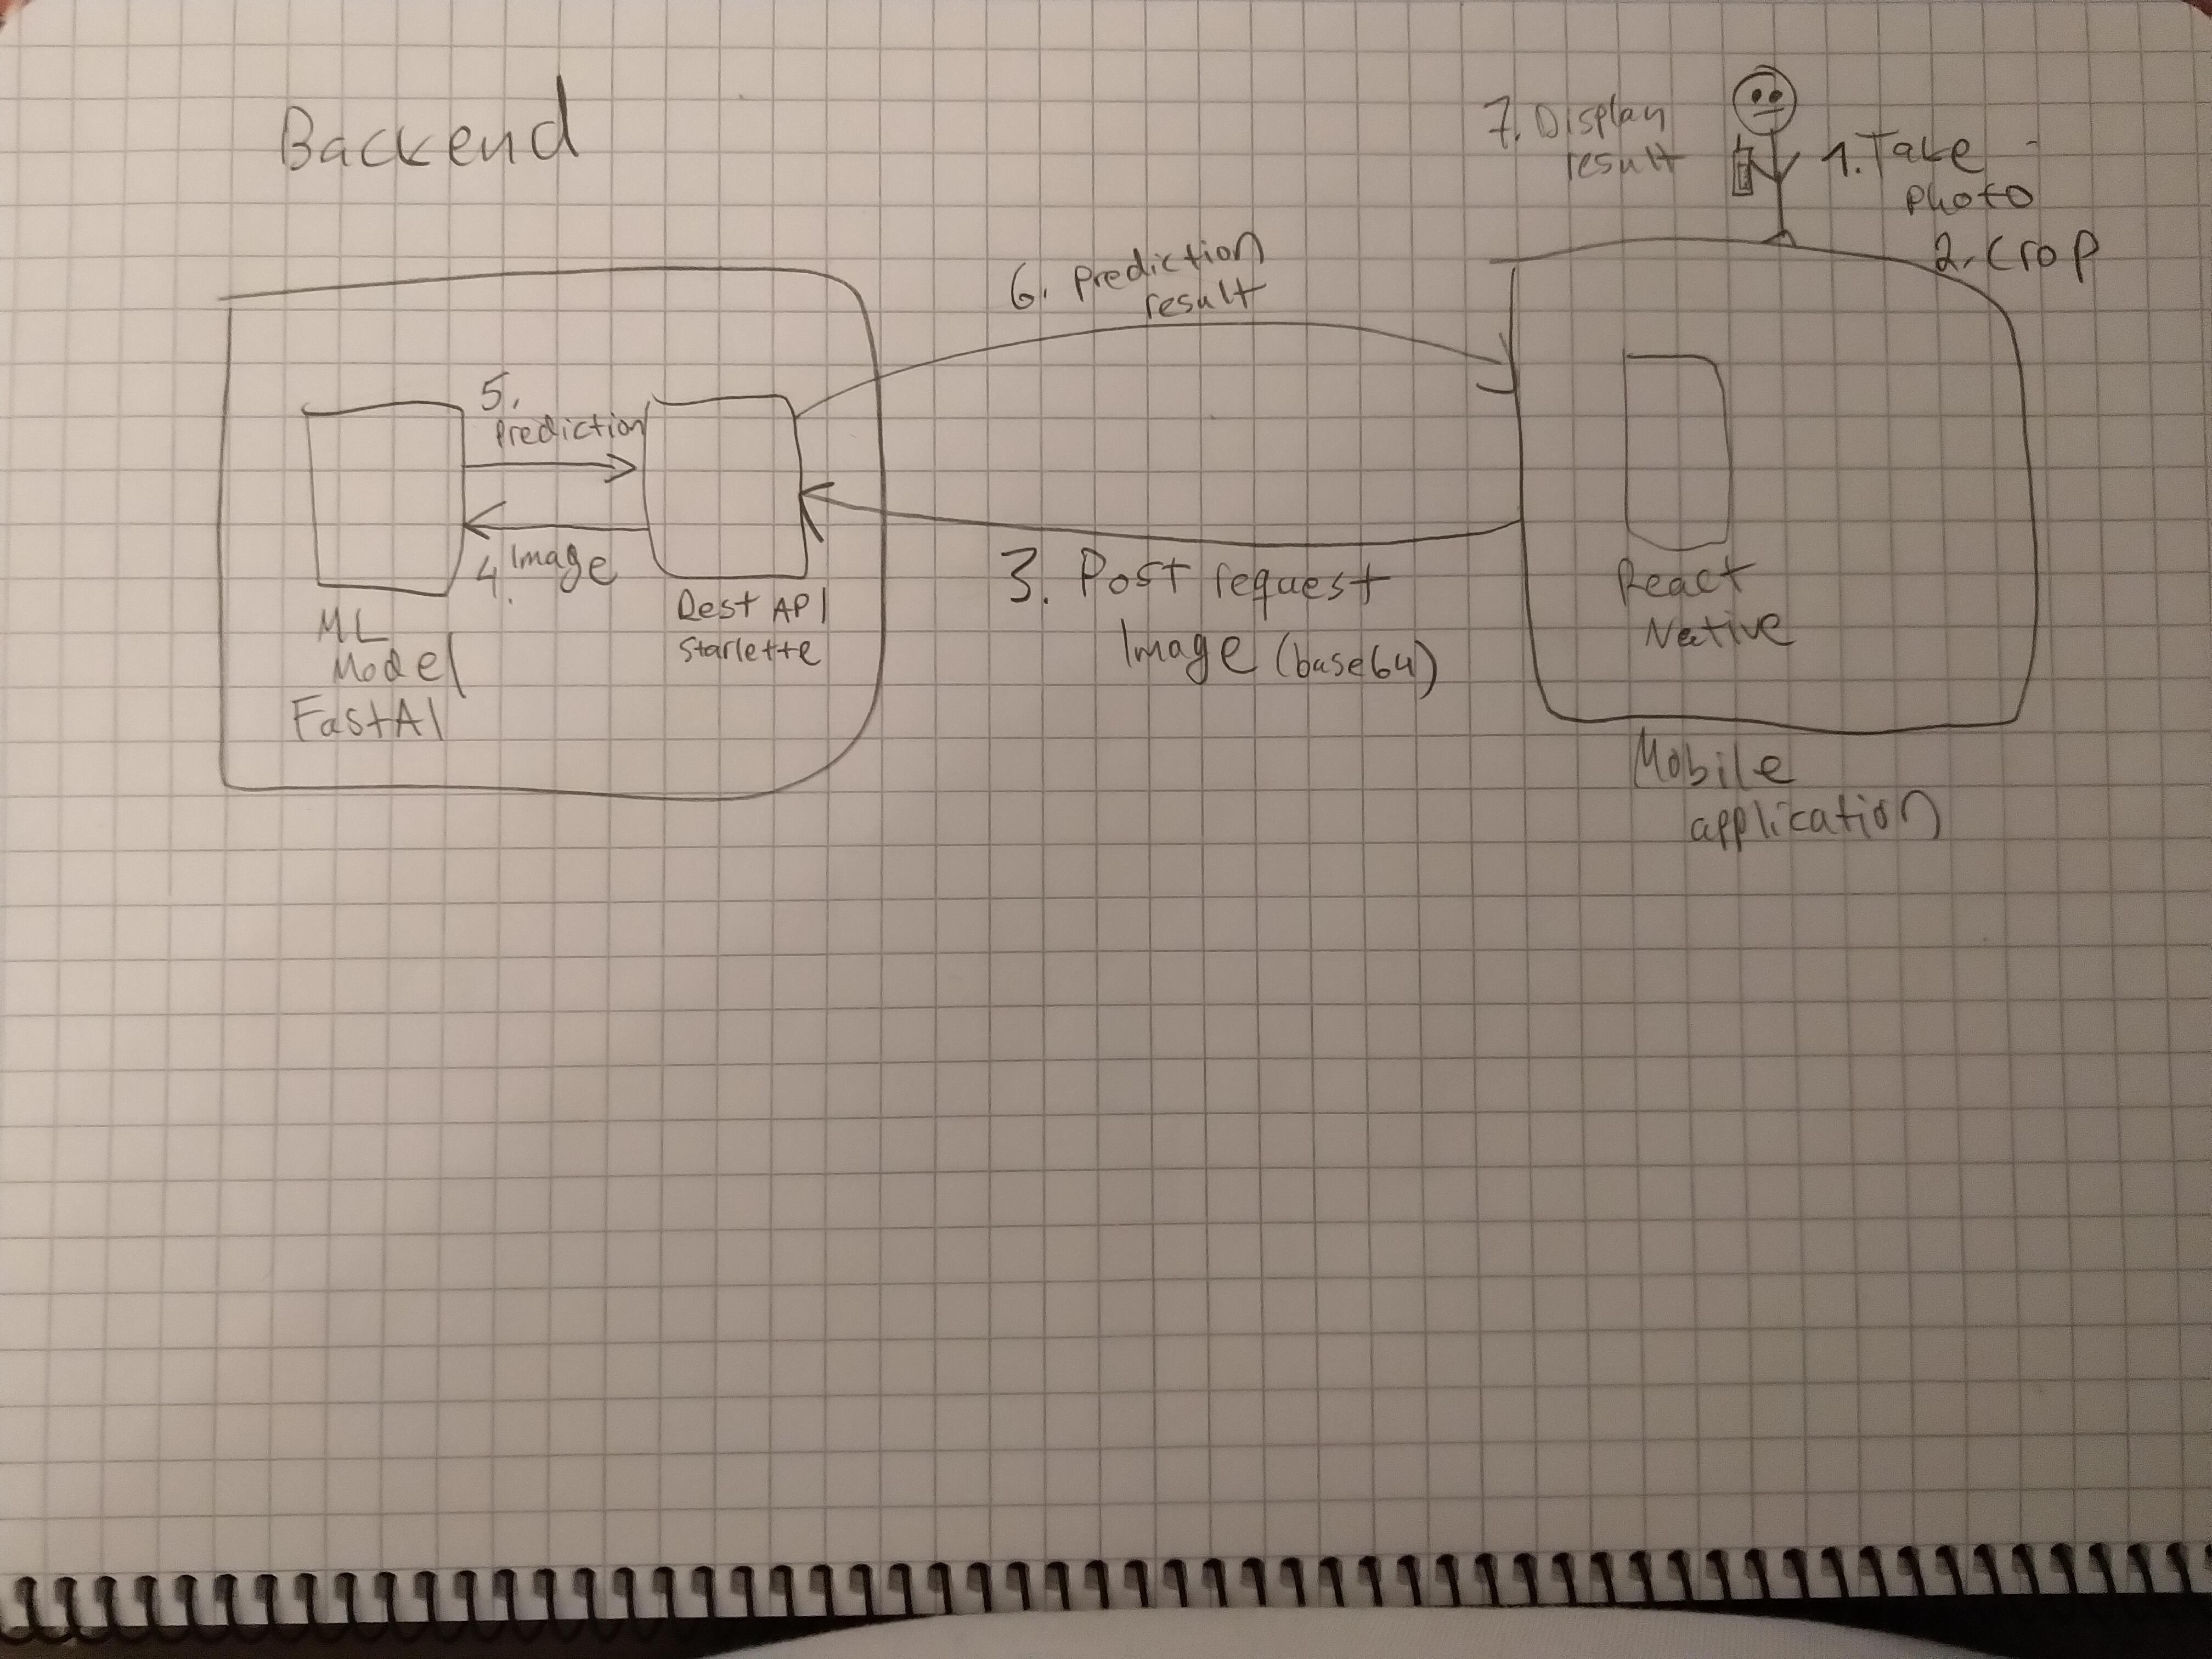 Backend
5. Prediction
4. Image
ML
Model
FastAI
Rest API
Starlette
6. prediction
result
3. Post request
Image (base64)
7. Display
result
1. Take
photo
2. Crop
React
Native
Mobile
application